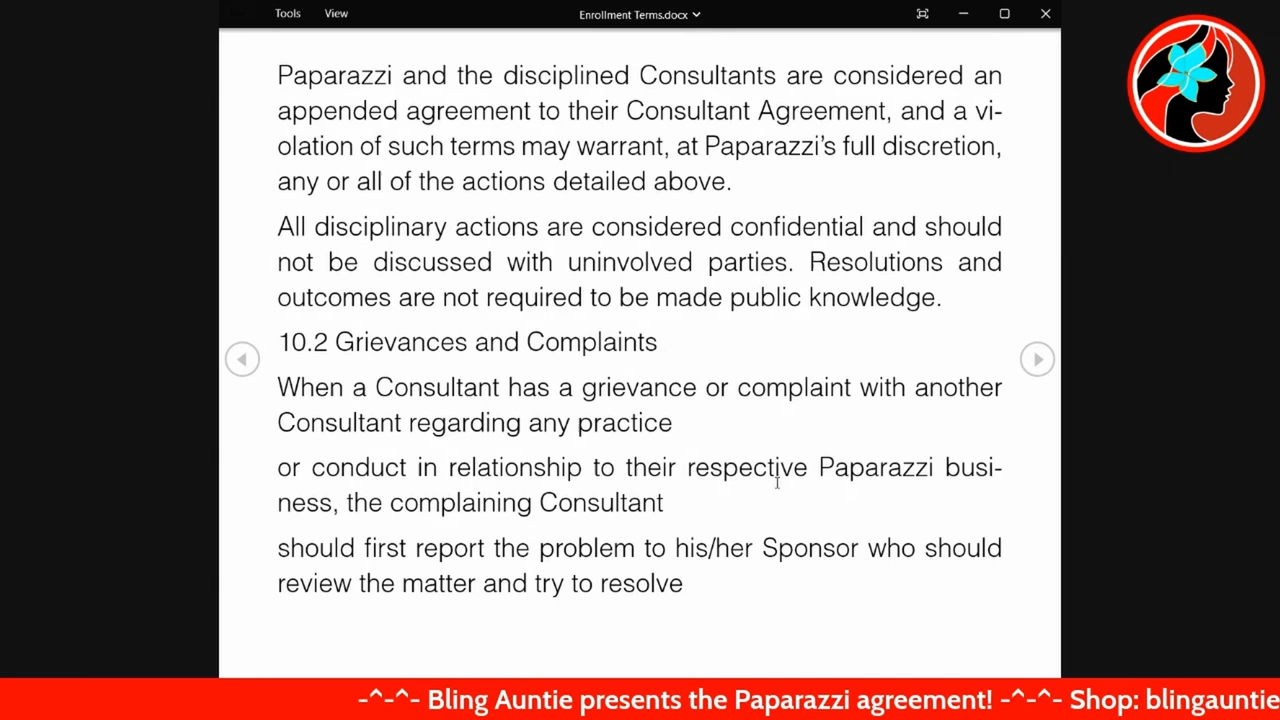 Tools View Enrollment Terms.docx
Paparazzi and the disciplined Consultants are considered an
appended agreement to their Consultant Agreement, and a vi-
olation of such terms may warrant, at Paparazzi's full discretion,
any or all of the actions detailed above.
All disciplinary actions are considered confidential and should
not be discussed with uninvolved parties. Resolutions and
outcomes are not required to be made public knowledge.
10.2 Grievances and Complaints
When a Consultant has a grievance or complaint with another
Consultant regarding any practice
or conduct in relationship to their respective Paparazzi busi-
ness, the complaining Consultant
should first report the problem to his/her Sponsor who should
review the matter and try to resolve
-^-^- Bling Auntie presents the Paparazzi agreement! -^-^- Shop: blingauntie